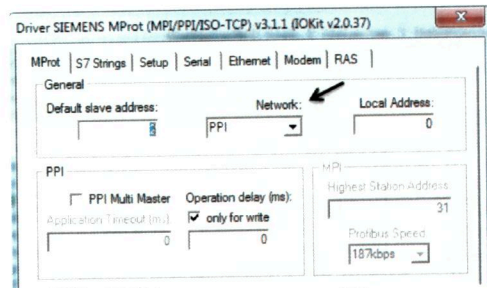 Driver SIEMENS MProt (MPI/PPI/ISO-TCP) v3.1.1 (IOKit v2.0.37)
MProt S7 Strings Setup Serial Ethernet Modem RAS
General
Default slave address: Network: Local Address:
PPI 0
PPI MPI
PPI Multi Master Operation delay (ms): Highest Station Address:
Application Timeout (ms) only for write 31
0 0 Profibus Speed
187kbps